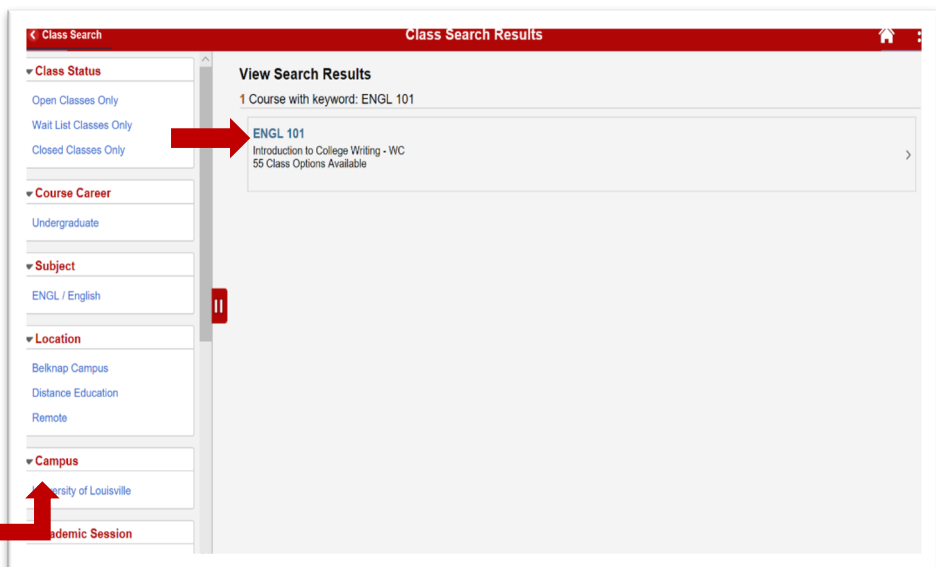 Class Search
Class Search Results
Class Status
Open Classes Only
Wait List Classes Only
Closed Classes Only
Course Career
Undergraduate
Subject
ENGL / English
Location
Belknap Campus
Distance Education
Remote
Campus
of Louisville
Session
View Search Results
1 Course with keyword: ENGL 101
ENGL 101
Introduction to College Writing - WC
55 Class Options Available